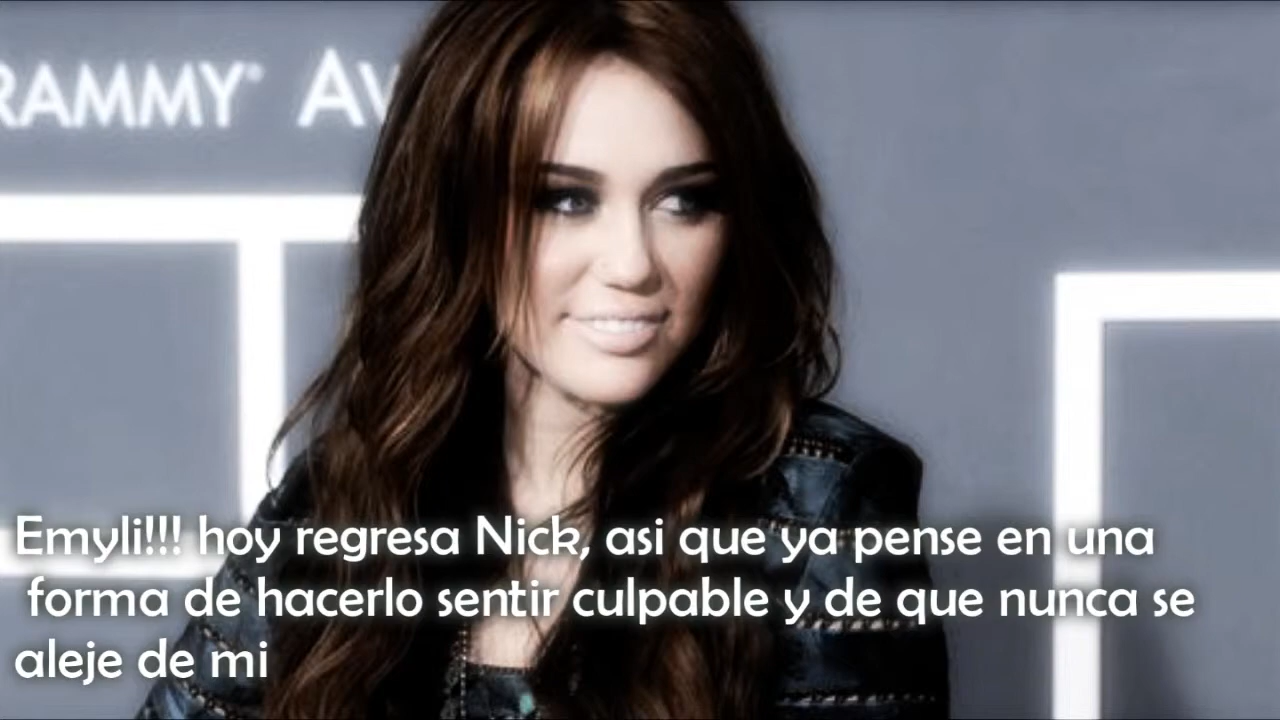 RAMMY® AW
Emyli!!! hoy regresa Nick, asi que ya pense en una
forma de hacerlo sentir culpable y de que nunca se
aleje de mi